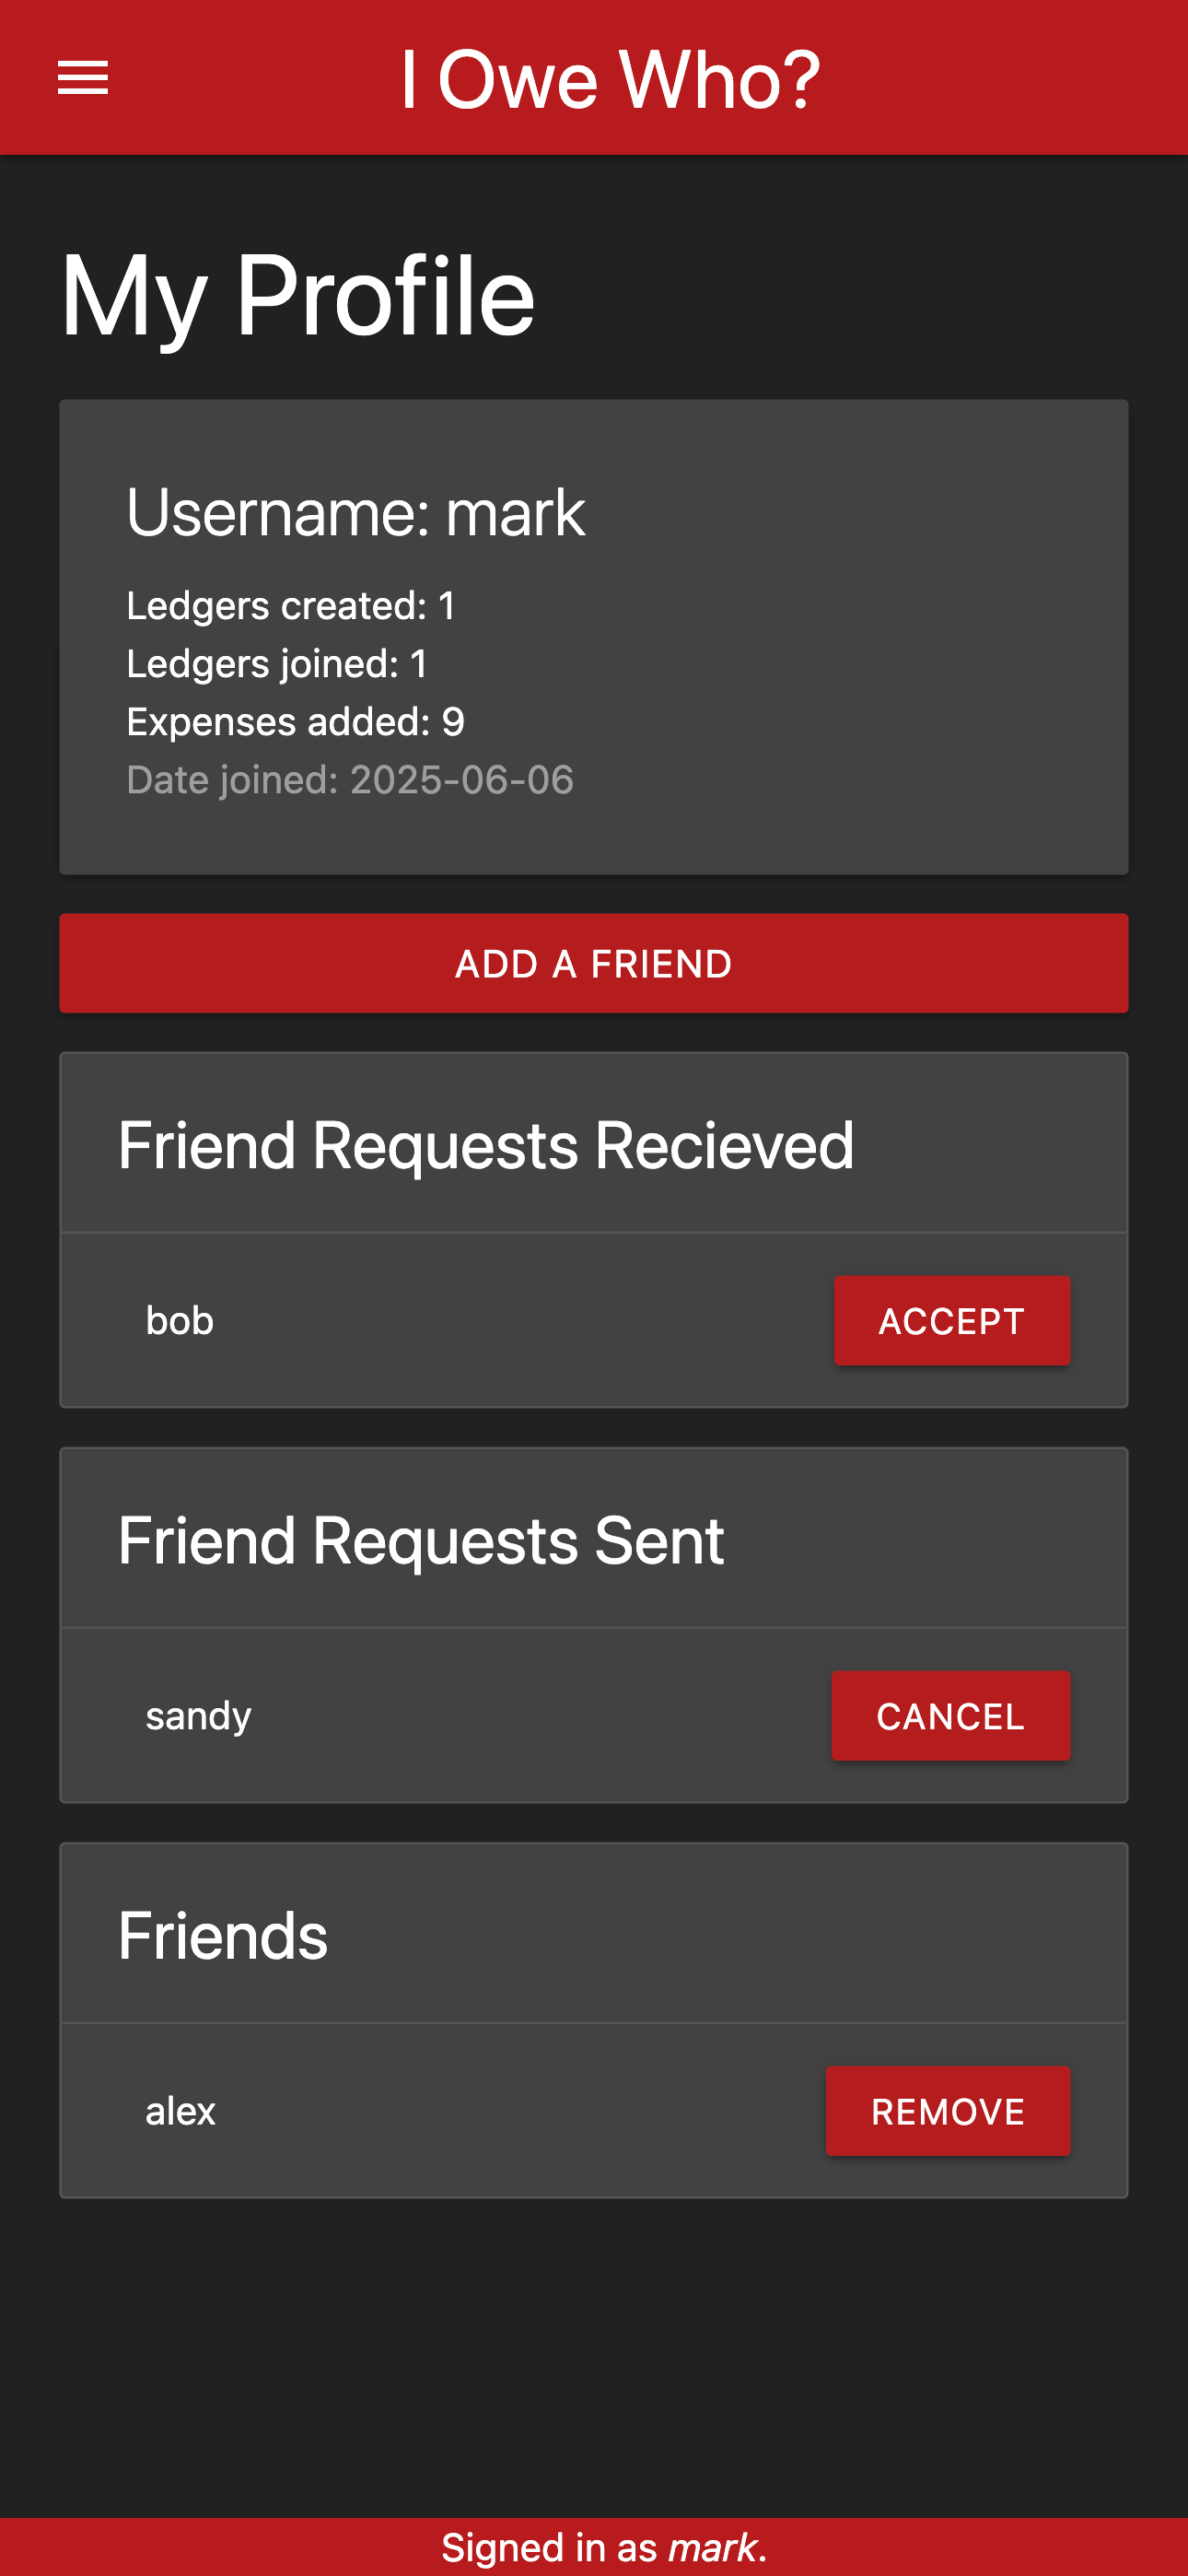 I Owe Who?
My Profile
Username: mark
Ledgers created: 1
Ledgers joined: 1
Expenses added: 9
Date joined: 2025-06-06
ADD A FRIEND
Friend Requests Recieved
bob
ACCEPT
Friend Requests Sent
sandy
CANCEL
Friends
alex
REMOVE
Signed in as mark.